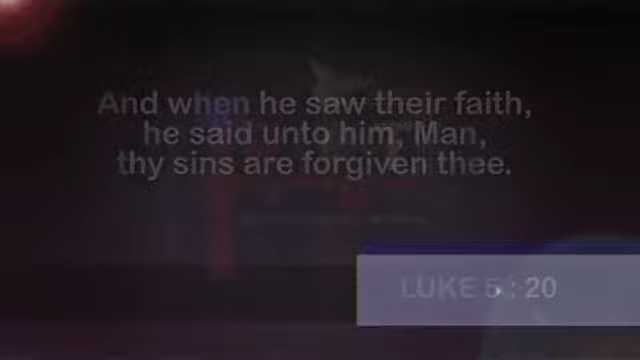 And when he saw their faith,
he said unto him, Man,
thy sins are forgiven thee.
LUKE 5 : 20